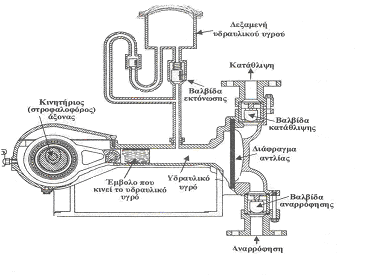 Δεξαμενή
υδραυλικού υγρού
Κατάθλιψη
Βαλβίδα
εκτόνωσης
Κινητήριος
(στροφαλοφόρος)
άξονας
Βαλβίδα
κατάθλιψης
Διάφραγμα
αντλίας
Έμβολο που
κινεί το υδραυλικό
υγρό
Υδραυλικό
υγρό
Βαλβίδα
αναρρόφησης
Αναρρόφηση